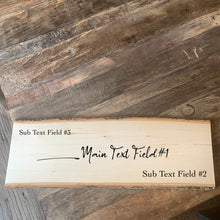 Sub Text Field #3
Main Text Field #1
Sub Text Field #2